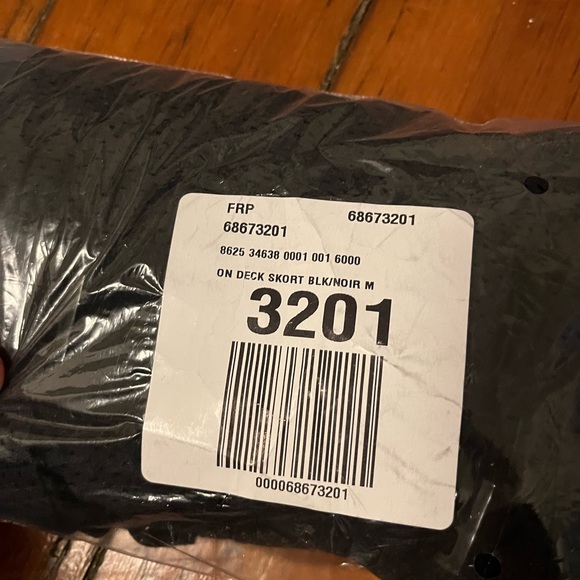 FRP 68673201
68673201
8625 34638 0001 001 6000
ON DECK SKORT BLK/NOIR M
3201
000068673201